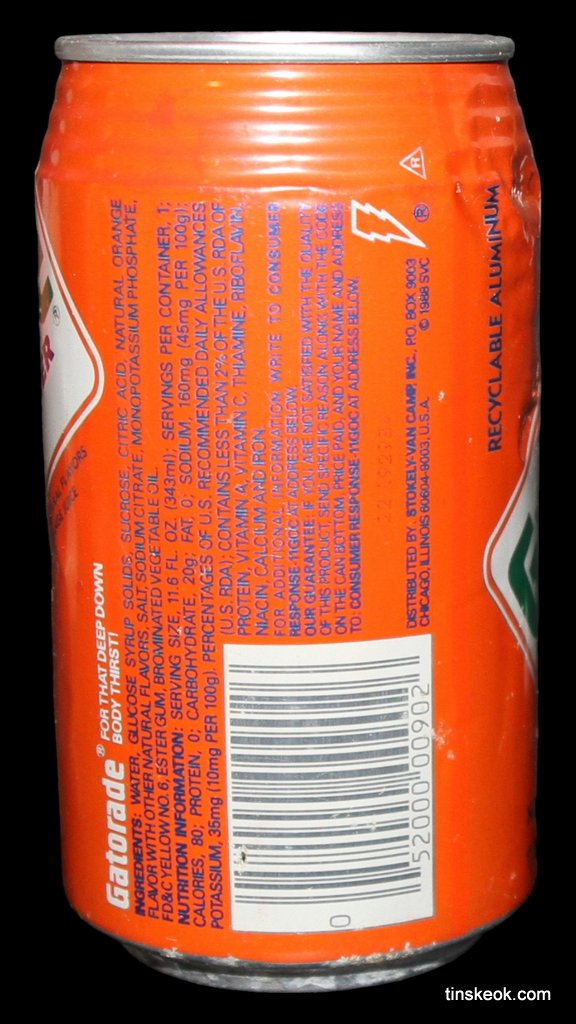 Gatorade ® FOR THAT DEEP DOWN
BODY THIRST!
INGREDIENTS: WATER, GLUCOSE SYRUP SOLIDS, SUCROSE, CITRIC ACID, NATURAL ORANGE
FLAVOR WITH OTHER NATURAL FLAVORS, SALT, SODIUM CITRATE, MONOPOTASSIUM PHOSPHATE,
FD&C YELLOW NO. 6, ESTER GUM, BROMINATED VEGETABLE OIL.
NUTRITION INFORMATION: SERVING SIZE, 11.6 FL. OZ (343ml); SERVINGS PER CONTAINER, 1;
CALORIES, 80; PROTEIN, 0; CARBOHYDRATE, 20g; FAT, 0; SODIUM, 160mg (45mg PER 100g);
POTASSIUM, 35mg (10mg PER 100g). PERCENTAGES OF U.S. RECOMMENDED DAILY ALLOWANCES
(U.S. RDA); CONTAINS LESS THAN 2% OF THE U.S. RDA OF
PROTEIN, VITAMIN A, VITAMIN C, THIAMINE, RIBOFLAVIN,
NIACIN, CALCIUM AND IRON.
FOR ADDITIONAL INFORMATION WRITE TO CONSUMER
RESPONSE-11GOC AT ADDRESS BELOW.
OUR GUARANTEE: IF YOU ARE NOT SATISFIED WITH THE QUALITY
OF THIS PRODUCT, SEND SPECIFIC REASON ALONG WITH THE CODE
ON THE CAN BOTTOM, PRICE PAID, AND YOUR NAME AND ADDRESS
TO: CONSUMER RESPONSE-11GOC AT ADDRESS BELOW.
DISTRIBUTED BY: STOKELY-VAN CAMP, INC., P.O. BOX 9003
CHICAGO, ILLINOIS 60604-9003, U.S.A. © 1988 SVC
®
R
RECYCLABLE ALUMINUM
0 52000 00902
FLAVORS
JUICE
®
tinskeok.com